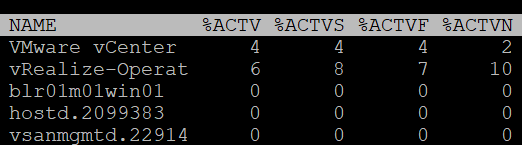 NAME %ACTV %ACTVS %ACTVF %ACTVN
VMware vCenter 4 4 4 2
vRealize-Operat 6 8 7 10
blr01m01win01 0 0 0 0
hostd.2099383 0 0 0 0
vsanmgmtd.22914 0 0 0 0